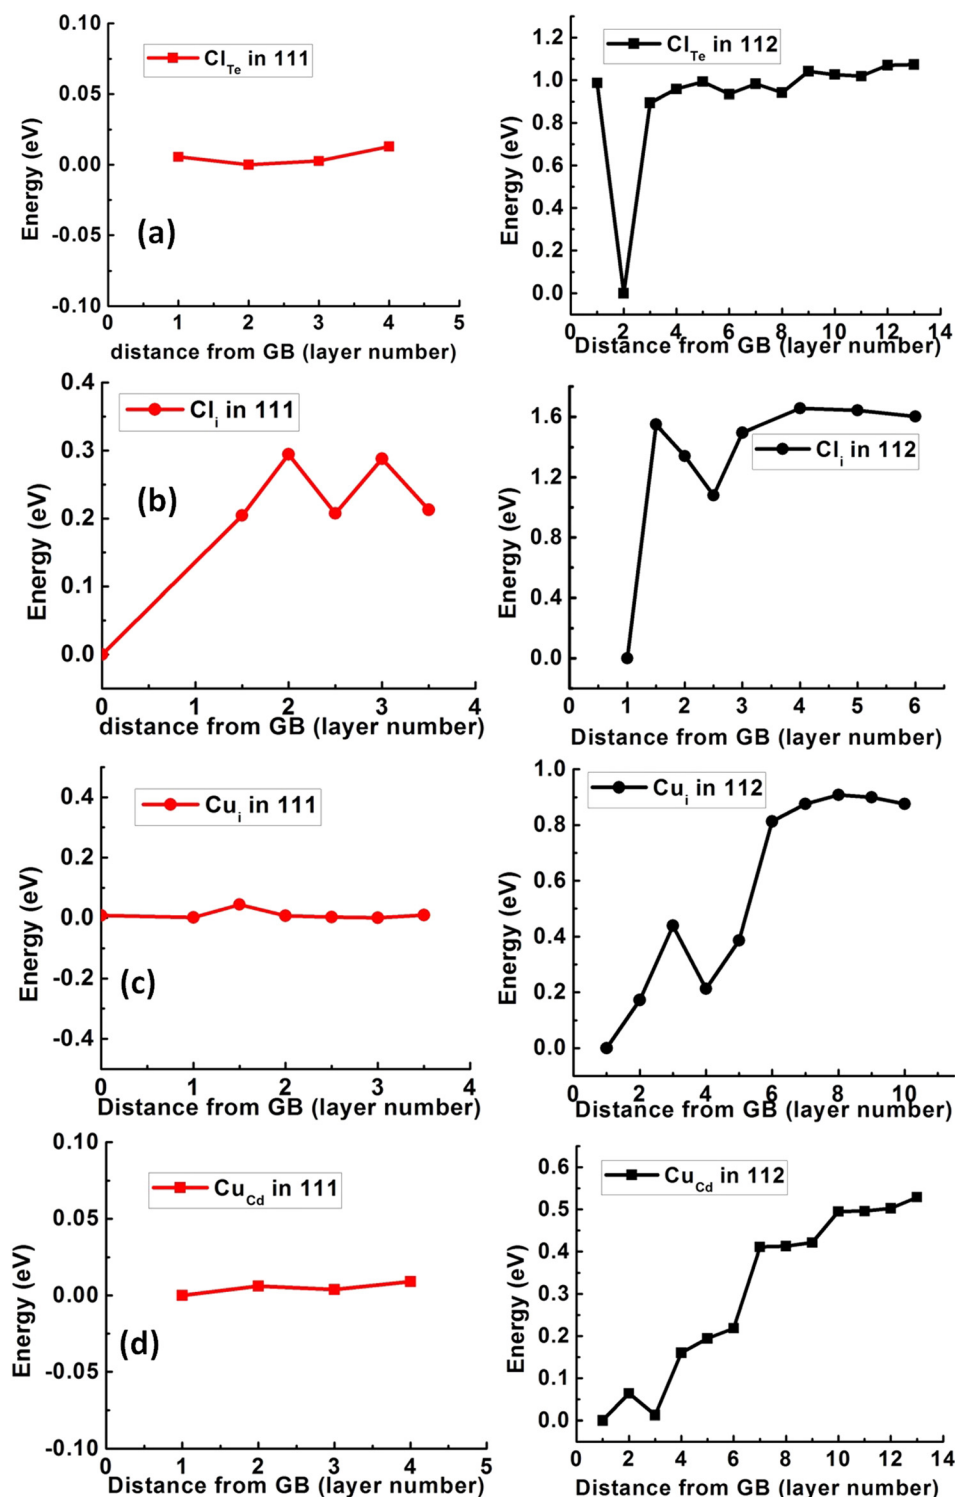 Cl_Te in 111
Energy (eV)
0.10
0.05
0.00
-0.05
-0.10
(a)
0 1 2 3 4 5
distance from GB (layer number)
Cl_Te in 112
Energy (eV)
1.2
1.0
0.8
0.6
0.4
0.2
0.0
0 2 4 6 8 10 12 14
Distance from GB (layer number)
Cl_i in 111
Energy (eV)
0.4
0.3
0.2
0.1
0.0
(b)
0 1 2 3 4
distance from GB (layer number)
Cl_i in 112
Energy (eV)
1.6
1.2
0.8
0.4
0.0
0 1 2 3 4 5 6
Distance from GB (layer number)
Cu_i in 111
Energy (eV)
0.4
0.2
0.0
-0.2
-0.4
(c)
0 1 2 3 4
Distance from GB (layer number)
Cu_i in 112
Energy (eV)
1.0
0.8
0.6
0.4
0.2
0.0
0 2 4 6 8 10
Distance from GB (layer number)
Cu_Cd in 111
Energy (eV)
0.10
0.05
0.00
-0.05
-0.10
(d)
0 1 2 3 4 5
Distance from GB (layer number)
Cu_Cd in 112
Energy (eV)
0.6
0.5
0.4
0.3
0.2
0.1
0.0
0 2 4 6 8 10 12 14
Distance from GB (layer number)